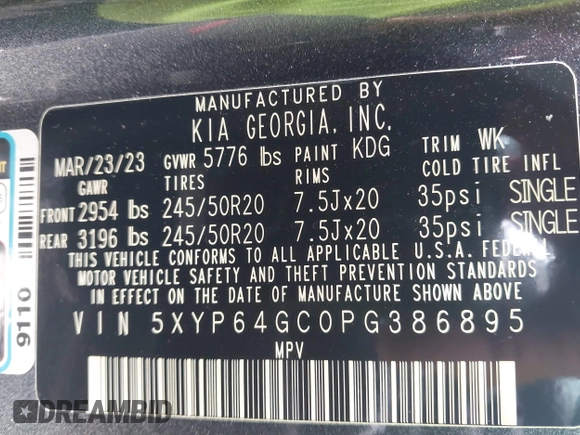 MANUFACTURED BY
KIA GEORGIA, INC.
MAR/23/23 GVWR 5776 lbs PAINT KDG TRIM WK
GAWR TIRES RIMS COLD TIRE INFL
FRONT 2954 lbs 245/50R20 7.5Jx20 35psi SINGLE
REAR 3196 lbs 245/50R20 7.5Jx20 35psi SINGLE
THIS VEHICLE CONFORMS TO ALL APPLICABLE U.S.A. FEDERAL
MOTOR VEHICLE SAFETY AND THEFT PREVENTION STANDARDS
IN EFFECT ON THE DATE OF MANUFACTURE SHOWN ABOVE
VIN 5XYP64GC0PG386895
MPV
9110
DREAMBID